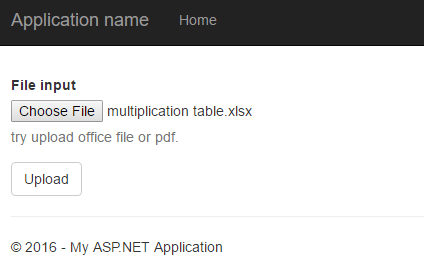 Application name Home
File input
Choose File multiplication table.xlsx
try upload office file or pdf.
Upload
© 2016 - My ASP.NET Application